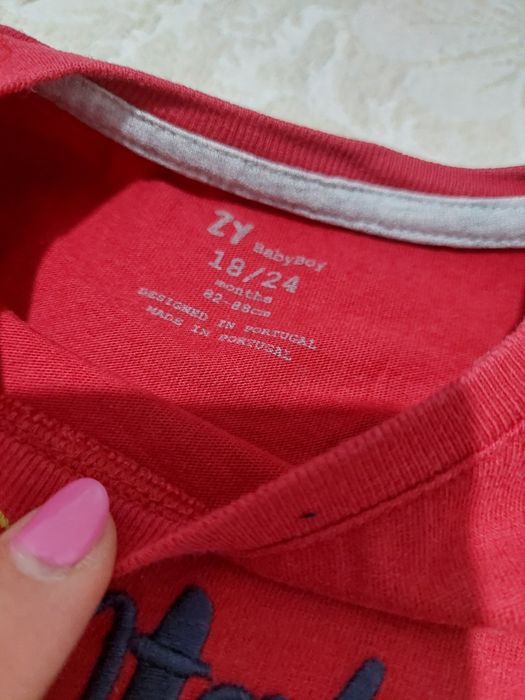 ZY BabyBoy
18/24
months
82-88cm
DESIGNED IN PORTUGAL
MADE IN PORTUGAL